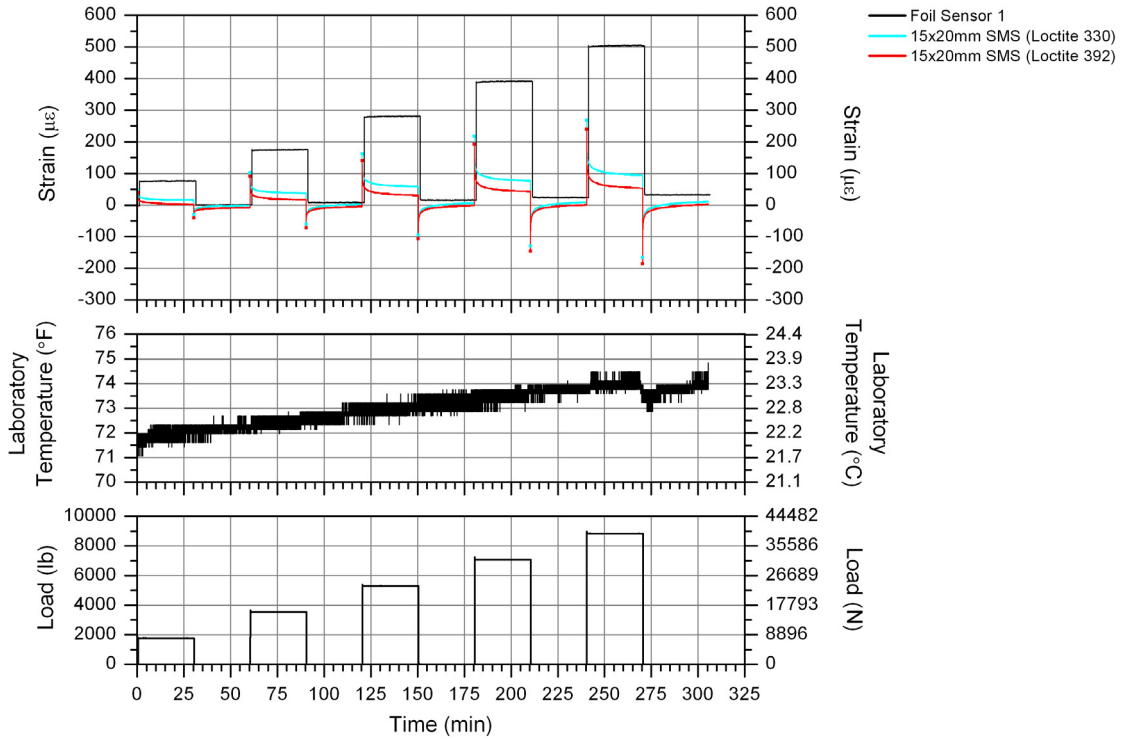 Foil Sensor 1
15x20mm SMS (Loctite 330)
15x20mm SMS (Loctite 392)
600 600
500 500
400 400
300 300
200 200
100 100
0 0
-100 -100
-200 -200
-300 -300
Strain (με)
Strain (με)
76 24.4
75 23.9
74 23.3
73 22.8
72 22.2
71 21.7
70 21.1
Laboratory
Temperature (°F)
Laboratory
Temperature (°C)
10000 44482
8000 35586
6000 26689
4000 17793
2000 8896
0 0
Load (lb)
Load (N)
0 25 50 75 100 125 150 175 200 225 250 275 300 325
Time (min)